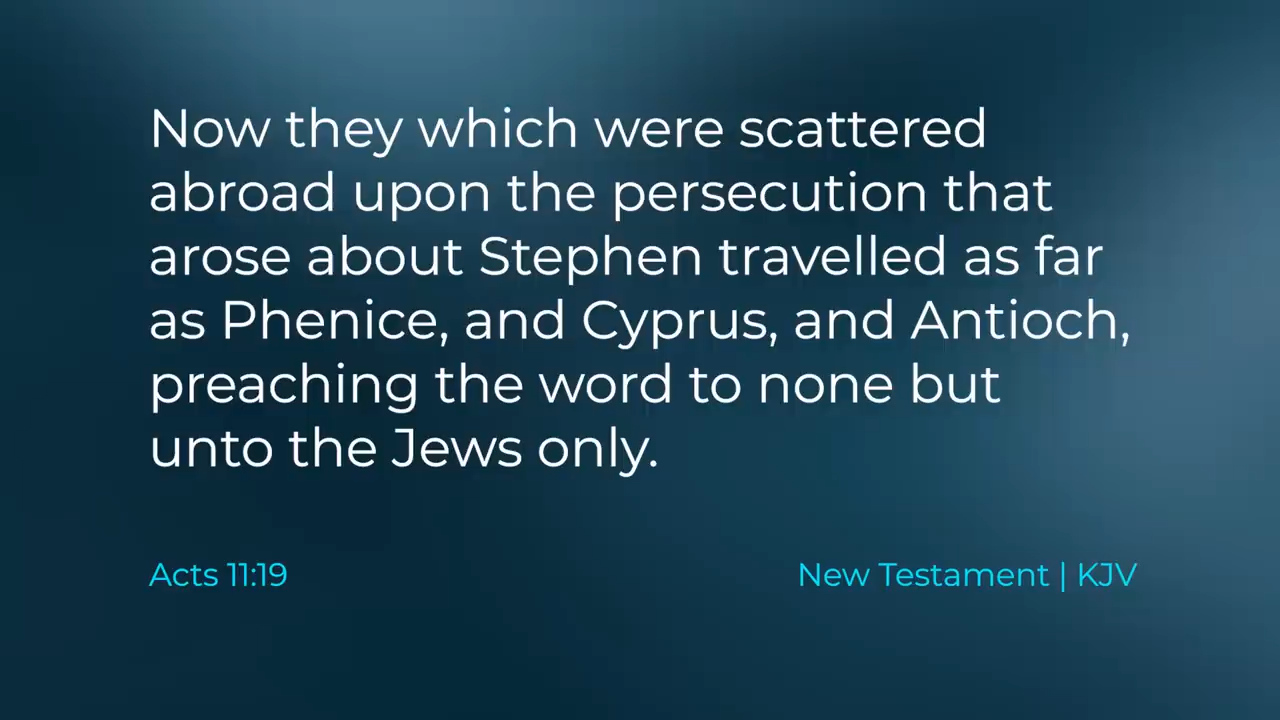 Now they which were scattered
abroad upon the persecution that
arose about Stephen travelled as far
as Phenice, and Cyprus, and Antioch,
preaching the word to none but
unto the Jews only.
Acts 11:19
New Testament | KJV